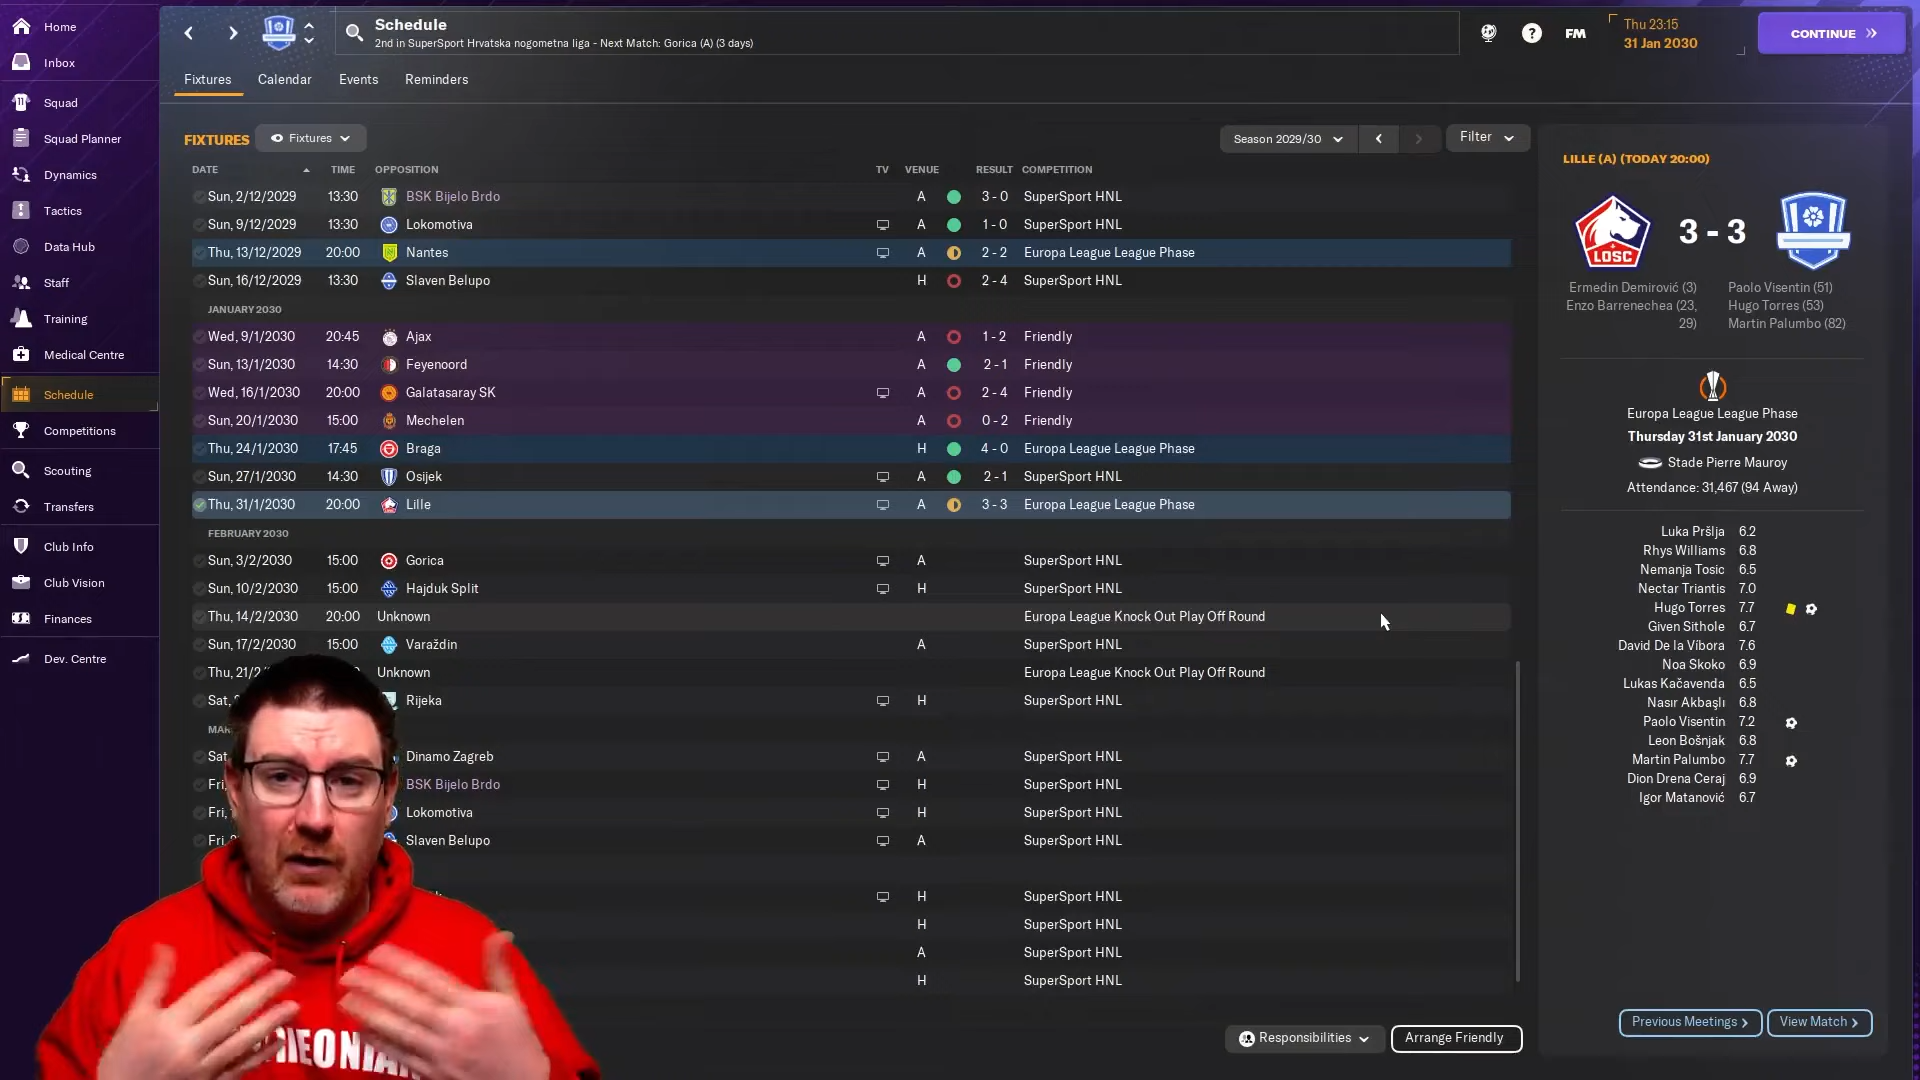 Home
Inbox
Squad
Squad Planner
Dynamics
Tactics
Data Hub
Staff
Training
Medical Centre
Schedule
Competitions
Scouting
Transfers
Club Info
Club Vision
Finances
Dev. Centre
Schedule
2nd in SuperSport Hrvatska nogometna liga - Next Match: Gorica (A) (3 days)
? FM
Thu 23:15
31 Jan 2030
CONTINUE
Fixtures Calendar Events Reminders
FIXTURES Fixtures
Season 2029/30 Filter
DATE TIME OPPOSITION TV VENUE RESULT COMPETITION
Sun, 2/12/2029 13:30 BSK Bijelo Brdo A 3 - 0 SuperSport HNL
Sun, 9/12/2029 13:30 Lokomotiva A 1 - 0 SuperSport HNL
Thu, 13/12/2029 20:00 Nantes A 2 - 2 Europa League League Phase
Sun, 16/12/2029 13:30 Slaven Belupo H 2 - 4 SuperSport HNL
JANUARY 2030
Wed, 9/1/2030 20:45 Ajax A 1 - 2 Friendly
Sun, 13/1/2030 14:30 Feyenoord A 2 - 1 Friendly
Wed, 16/1/2030 20:00 Galatasaray SK A 2 - 4 Friendly
Sun, 20/1/2030 15:00 Mechelen A 0 - 2 Friendly
Thu, 24/1/2030 17:45 Braga H 4 - 0 Europa League League Phase
Sun, 27/1/2030 14:30 Osijek A 2 - 1 SuperSport HNL
Thu, 31/1/2030 20:00 Lille A 3 - 3 Europa League League Phase
FEBRUARY 2030
Sun, 3/2/2030 15:00 Gorica A SuperSport HNL
Sun, 10/2/2030 15:00 Hajduk Split H SuperSport HNL
Thu, 14/2/2030 20:00 Unknown Europa League Knock Out Play Off Round
Sun, 17/2/2030 15:00 Varaždin A SuperSport HNL
Thu, 21/2/ Unknown Europa League Knock Out Play Off Round
Sat, Rijeka H SuperSport HNL
MAR
Sat, Dinamo Zagreb A SuperSport HNL
Fri, BSK Bijelo Brdo H SuperSport HNL
Fri, Lokomotiva H SuperSport HNL
Fri, Slaven Belupo A SuperSport HNL
H SuperSport HNL
H SuperSport HNL
A SuperSport HNL
H SuperSport HNL
Responsibilities Arrange Friendly
LILLE (A) (TODAY 20:00)
LOSC
3 - 3
Ermedin Demirović (3)
Enzo Barrenechea (23,
29)
Paolo Visentin (51)
Hugo Torres (53)
Martin Palumbo (82)
Europa League League Phase
Thursday 31st January 2030
Stade Pierre Mauroy
Attendance: 31,467 (94 Away)
Luka Pršlja 6.2
Rhys Williams 6.8
Nemanja Tosic 6.5
Nectar Triantis 7.0
Hugo Torres 7.7
Given Sithole 6.7
David De la Víbora 7.6
Noa Skoko 6.9
Lukas Kačavenda 6.5
Nasır Akbaşlı 6.8
Paolo Visentin 7.2
Leon Bošnjak 6.8
Martin Palumbo 7.7
Dion Drena Ceraj 6.9
Igor Matanović 6.7
Previous Meetings View Match